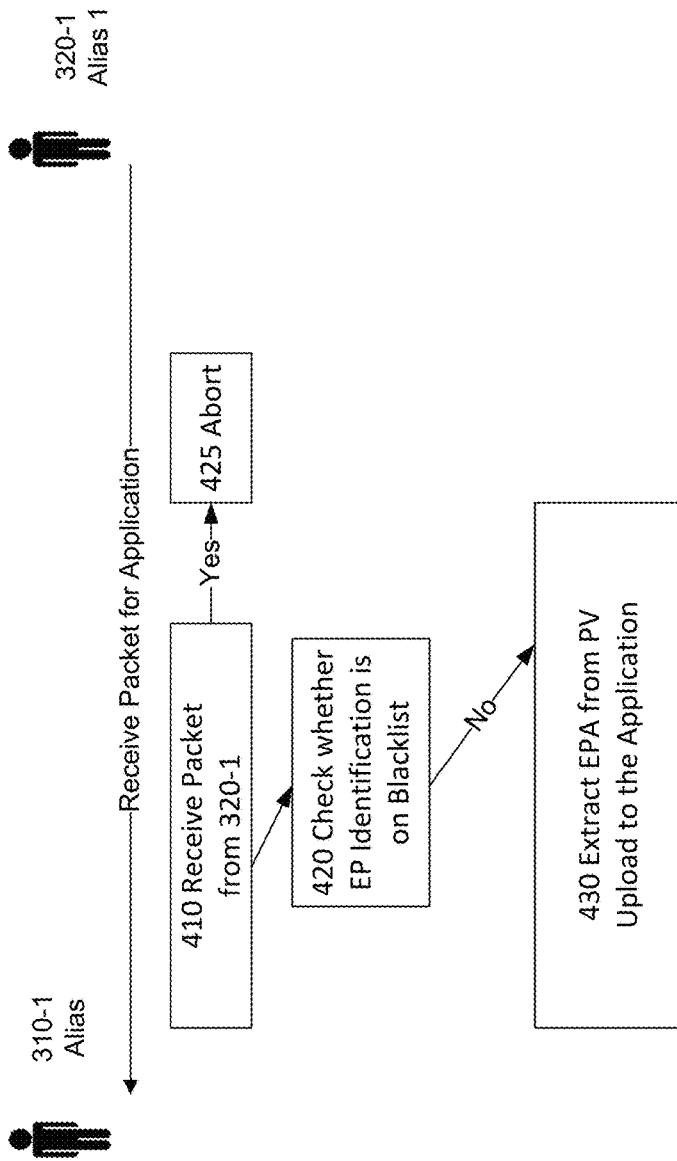 310-1
Alias
320-1
Alias 1
Receive Packet for Application
410 Receive Packet
from 320-1
Yes
425 Abort
420 Check whether
EP Identification is
on Blacklist
No
430 Extract EPA from PV
Upload to the Application